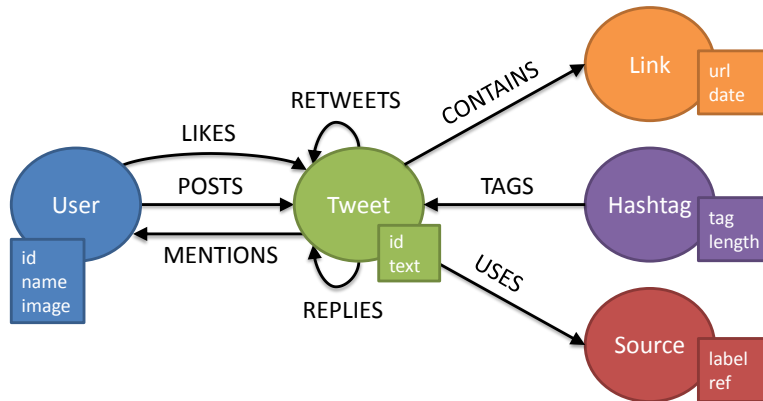 RETWEETS
LIKES
POSTS
MENTIONS
REPLIES
CONTAINS
TAGS
USES
User
id
name
image
Tweet
id
text
Link
url
date
Hashtag
tag
length
Source
label
ref